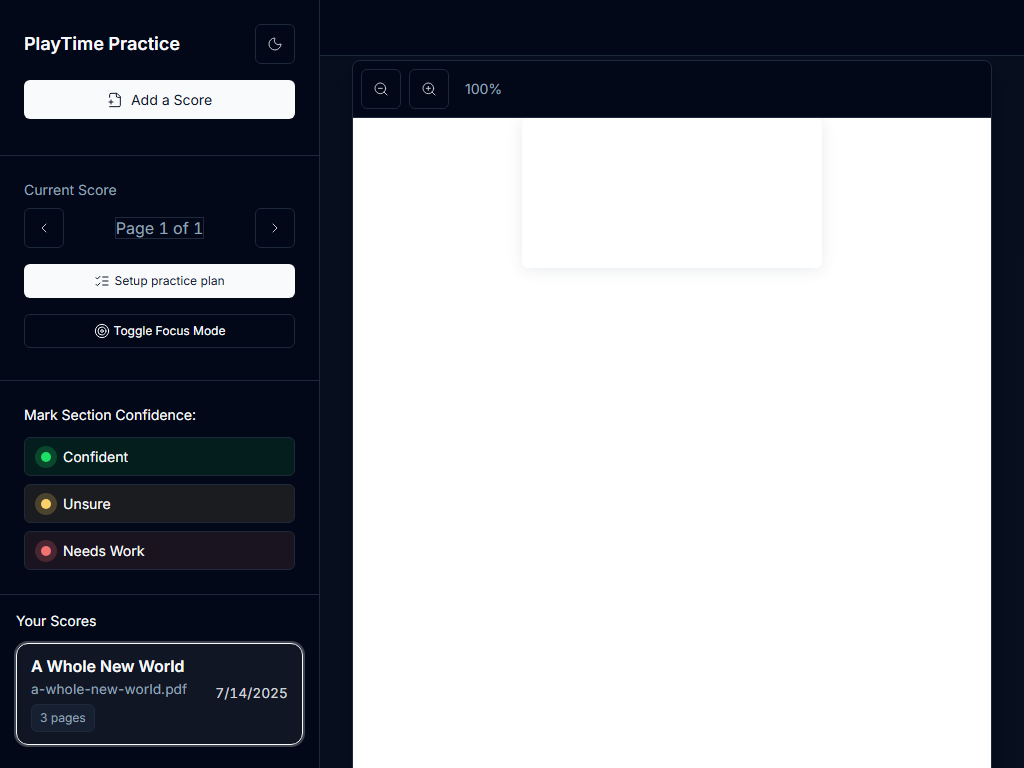 PlayTime Practice
Add a Score
Current Score
Page 1 of 1
Setup practice plan
Toggle Focus Mode
Mark Section Confidence:
Confident
Unsure
Needs Work
Your Scores
A Whole New World
a-whole-new-world.pdf
7/14/2025
3 pages
100%